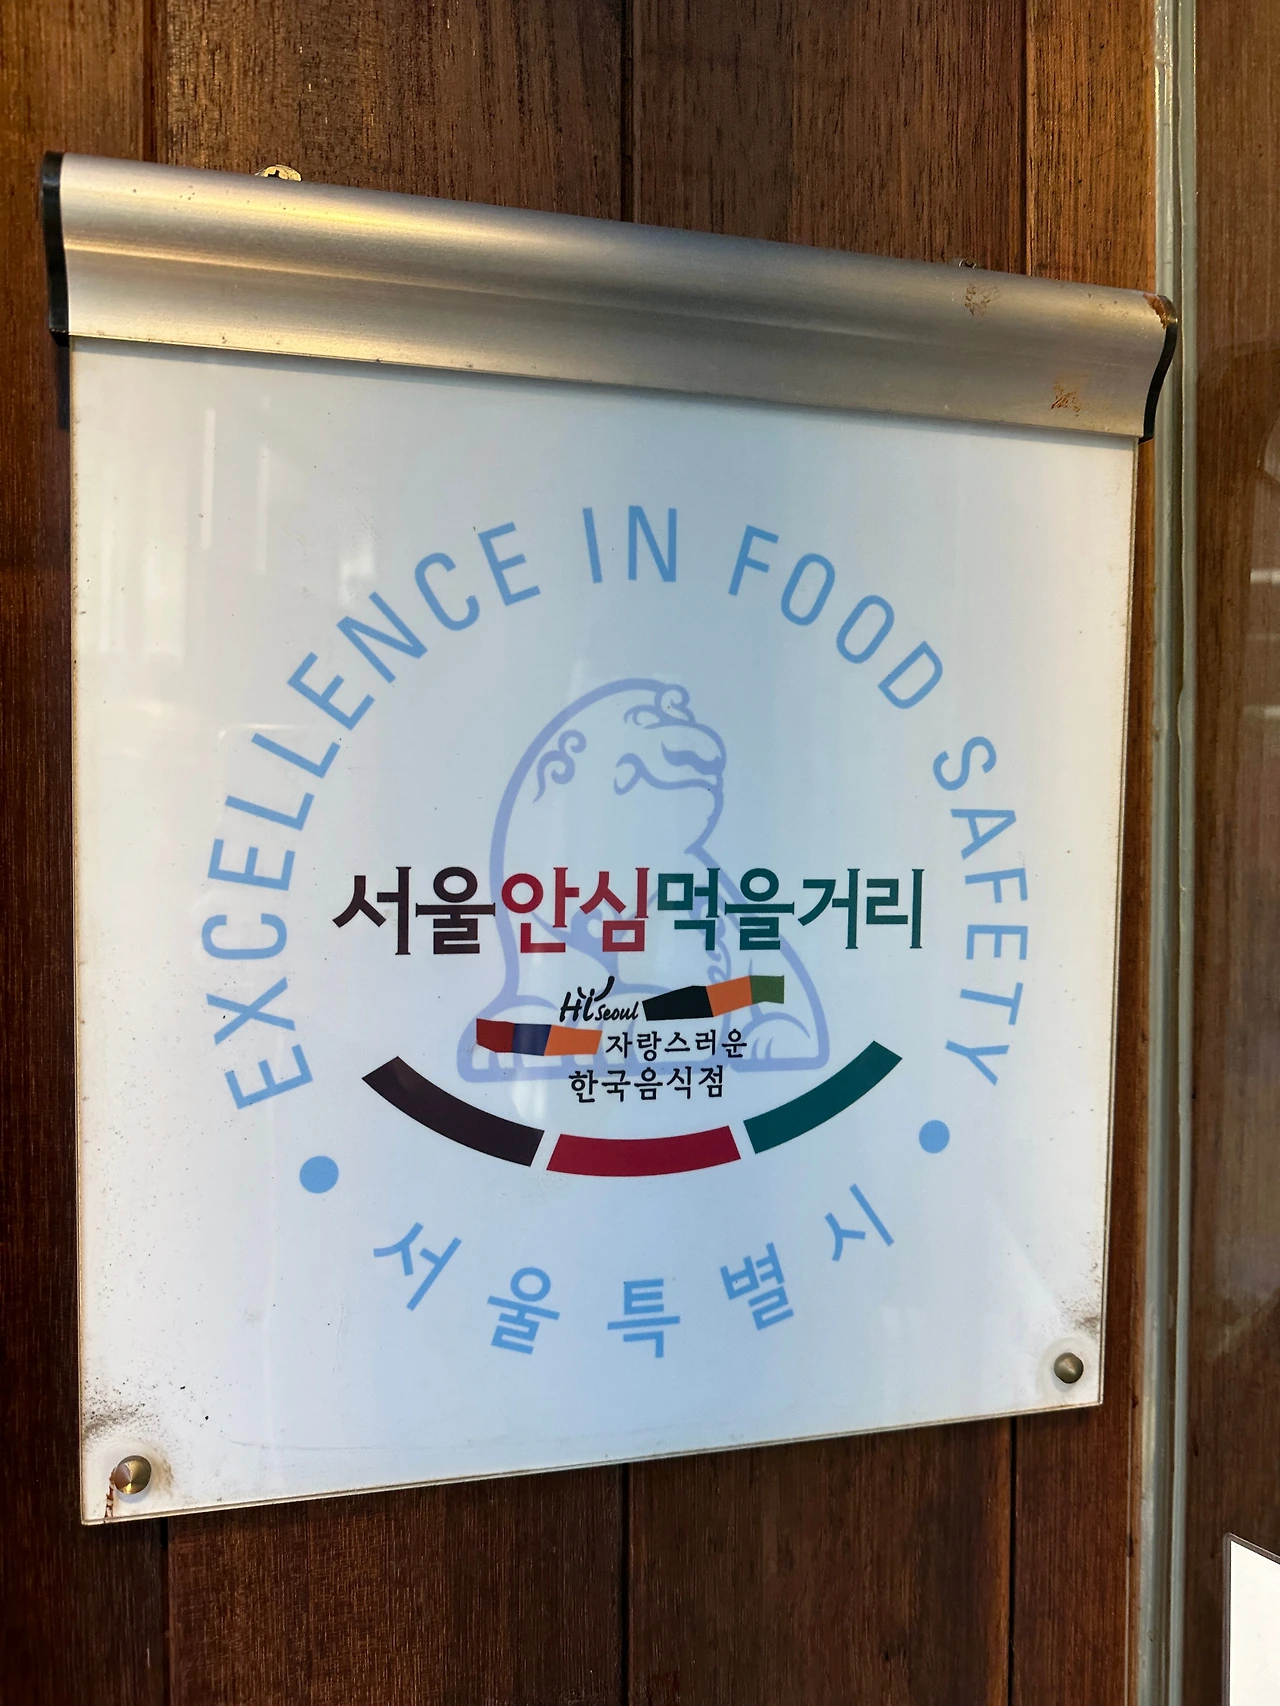 EXCELLENCE IN FOOD SAFETY
서울안심먹을거리
Hi Seoul
자랑스러운
한국음식점
서울특별시